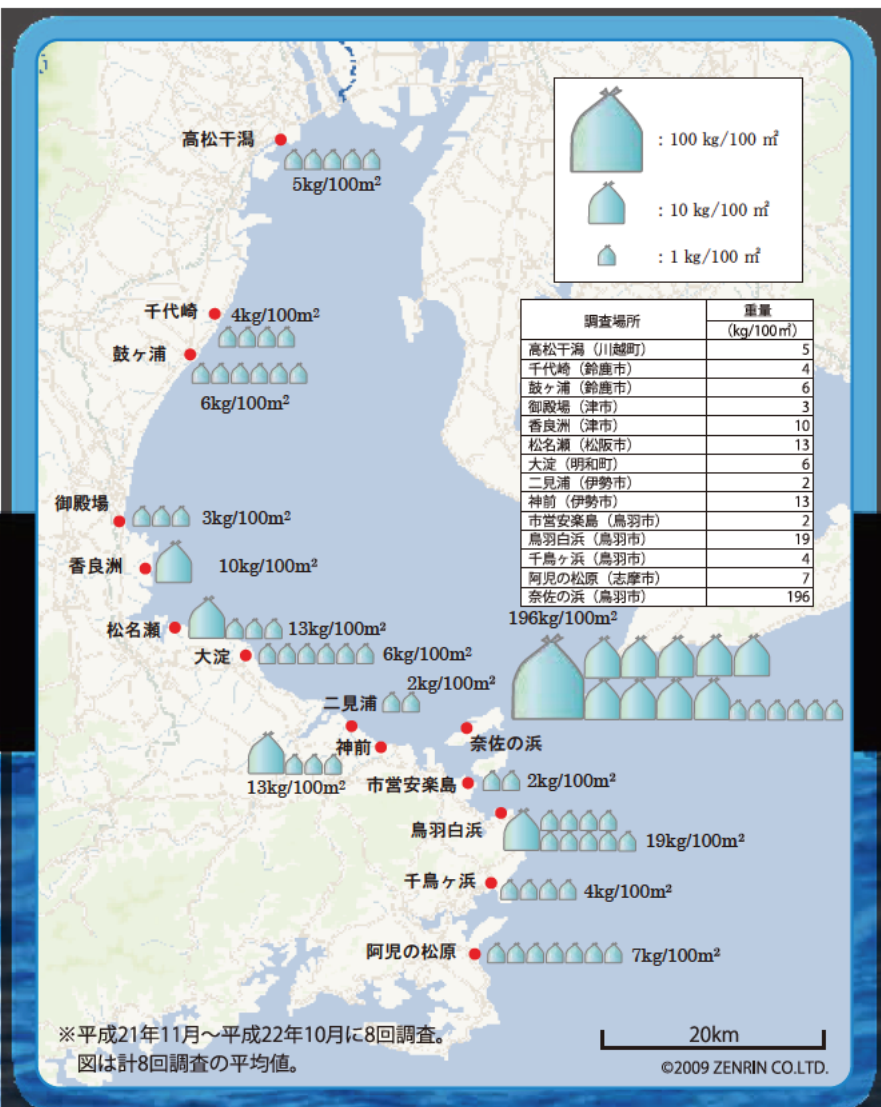 : 100 kg/100 ㎡
: 10 kg/100 ㎡
: 1 kg/100 ㎡
高松干潟
5kg/100m²
千代崎
4kg/100m²
鼓ヶ浦
6kg/100m²
御殿場
3kg/100m²
香良洲
10kg/100m²
松名瀬
13kg/100m²
大淀
6kg/100m²
二見浦
2kg/100m²
神前
13kg/100m²
196kg/100m²
奈佐の浜
市営安楽島
2kg/100m²
鳥羽白浜
19kg/100m²
千鳥ヶ浜
4kg/100m²
阿児の松原
7kg/100m²
調査場所 重量
(kg/100㎡)
高松干潟（川越町） 5
千代崎（鈴鹿市） 4
鼓ヶ浦（鈴鹿市） 6
御殿場（津市） 3
香良洲（津市） 10
松名瀬（松阪市） 13
大淀（明和町） 6
二見浦（伊勢市） 2
神前（伊勢市） 13
市営安楽島（鳥羽市） 2
鳥羽白浜（鳥羽市） 19
千鳥ヶ浜（鳥羽市） 4
阿児の松原（志摩市） 7
奈佐の浜（鳥羽市） 196
※平成21年11月～平成22年10月に8回調査。
図は計8回調査の平均値。
20km
©2009 ZENRIN CO.LTD.